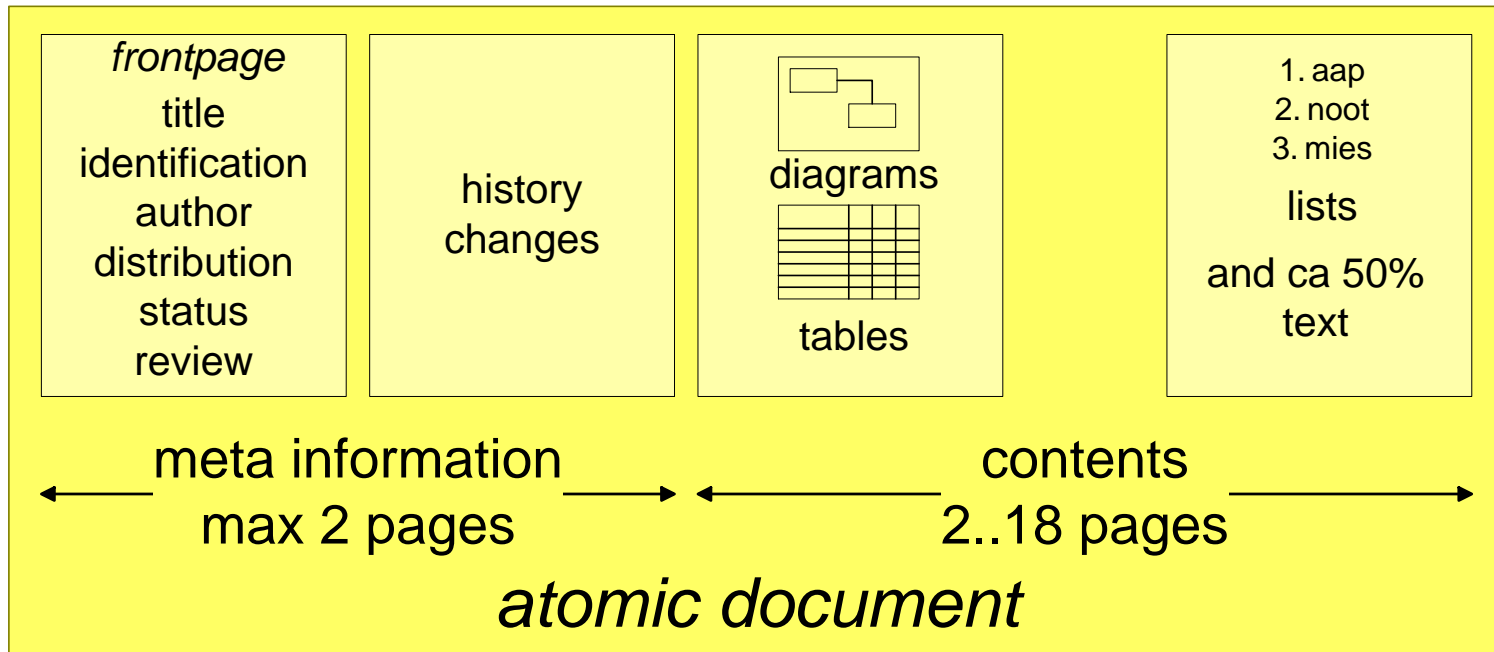 frontpage
title
identification
author
distribution
status
review
history
changes
diagrams
tables
1. aap
2. noot
3. mies
lists
and ca 50%
text
meta information
max 2 pages
contents
2..18 pages
atomic document